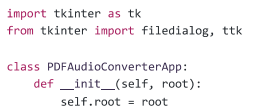 import tkinter as tk
from tkinter import filedialog, ttk

class PDFAudioConverterApp:
    def __init__(self, root):
        self.root = root